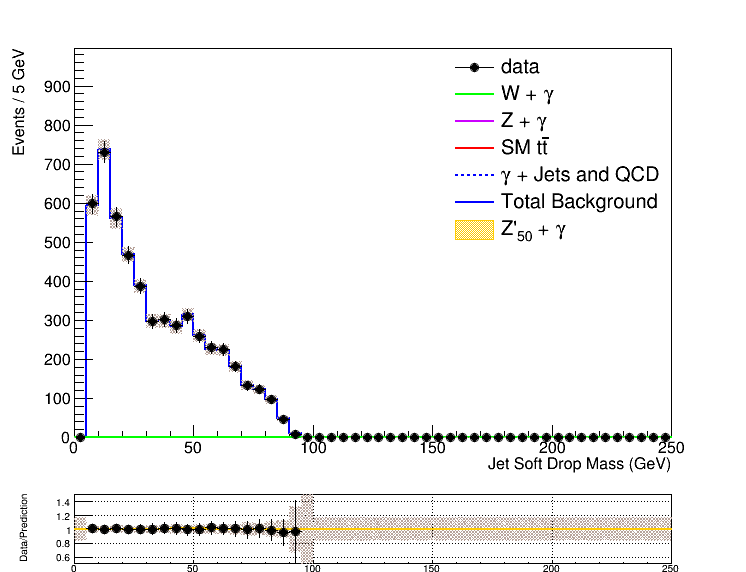 Events / 5 GeV
900
800
700
600
500
400
300
200
100
0
0 50 100 150 200 250
Jet Soft Drop Mass (GeV)
data
W + γ
Z + γ
SM tt̄
γ + Jets and QCD
Total Background
Z'50 + γ
Data/Prediction
1.4
1.2
1
0.8
0.6
0 50 100 150 200 250